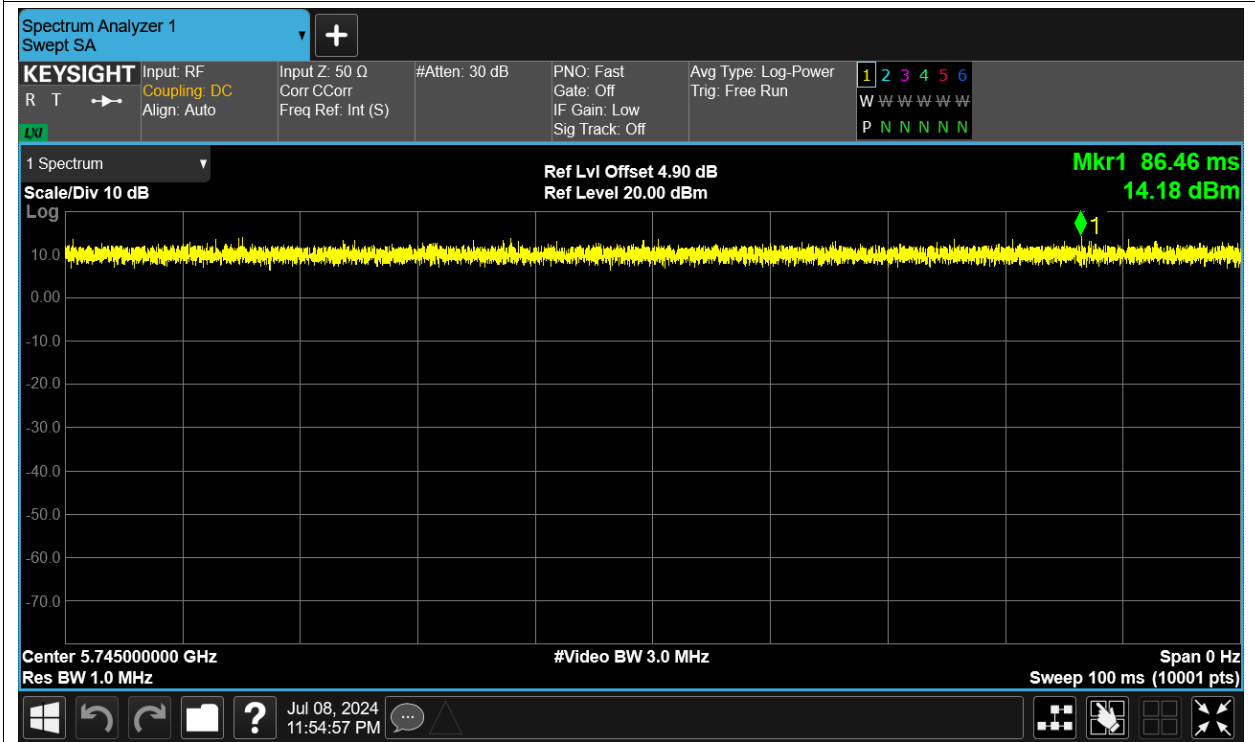 Spectrum Analyzer 1
Swept SA
+
KEYSIGHT
R T
LXI
Input: RF
Coupling: DC
Align: Auto
Input Z: 50 Ω
Corr CCorr
Freq Ref: Int (S)
#Atten: 30 dB
PNO: Fast
Gate: Off
IF Gain: Low
Sig Track: Off
Avg Type: Log-Power
Trig: Free Run
1 2 3 4 5 6
W W W W W W
P N N N N N
1 Spectrum
Scale/Div 10 dB
Ref Lvl Offset 4.90 dB
Ref Level 20.00 dBm
Mkr1 86.46 ms
14.18 dBm
Log
1
10.0
0.00
-10.0
-20.0
-30.0
-40.0
-50.0
-60.0
-70.0
Center 5.745000000 GHz
Res BW 1.0 MHz
#Video BW 3.0 MHz
Span 0 Hz
Sweep 100 ms (10001 pts)
?
Jul 08, 2024
11:54:57 PM